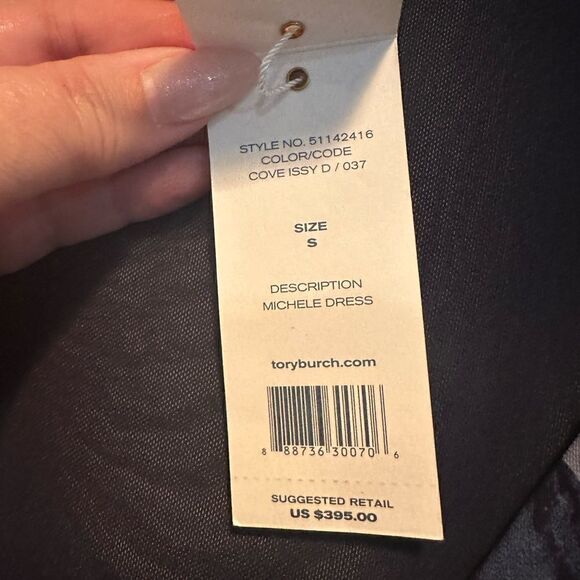 STYLE NO. 51142416
COLOR/CODE
COVE ISSY D / 037
SIZE
S
DESCRIPTION
MICHELE DRESS
toryburch.com
8 88736 30070 6
SUGGESTED RETAIL
US $395.00